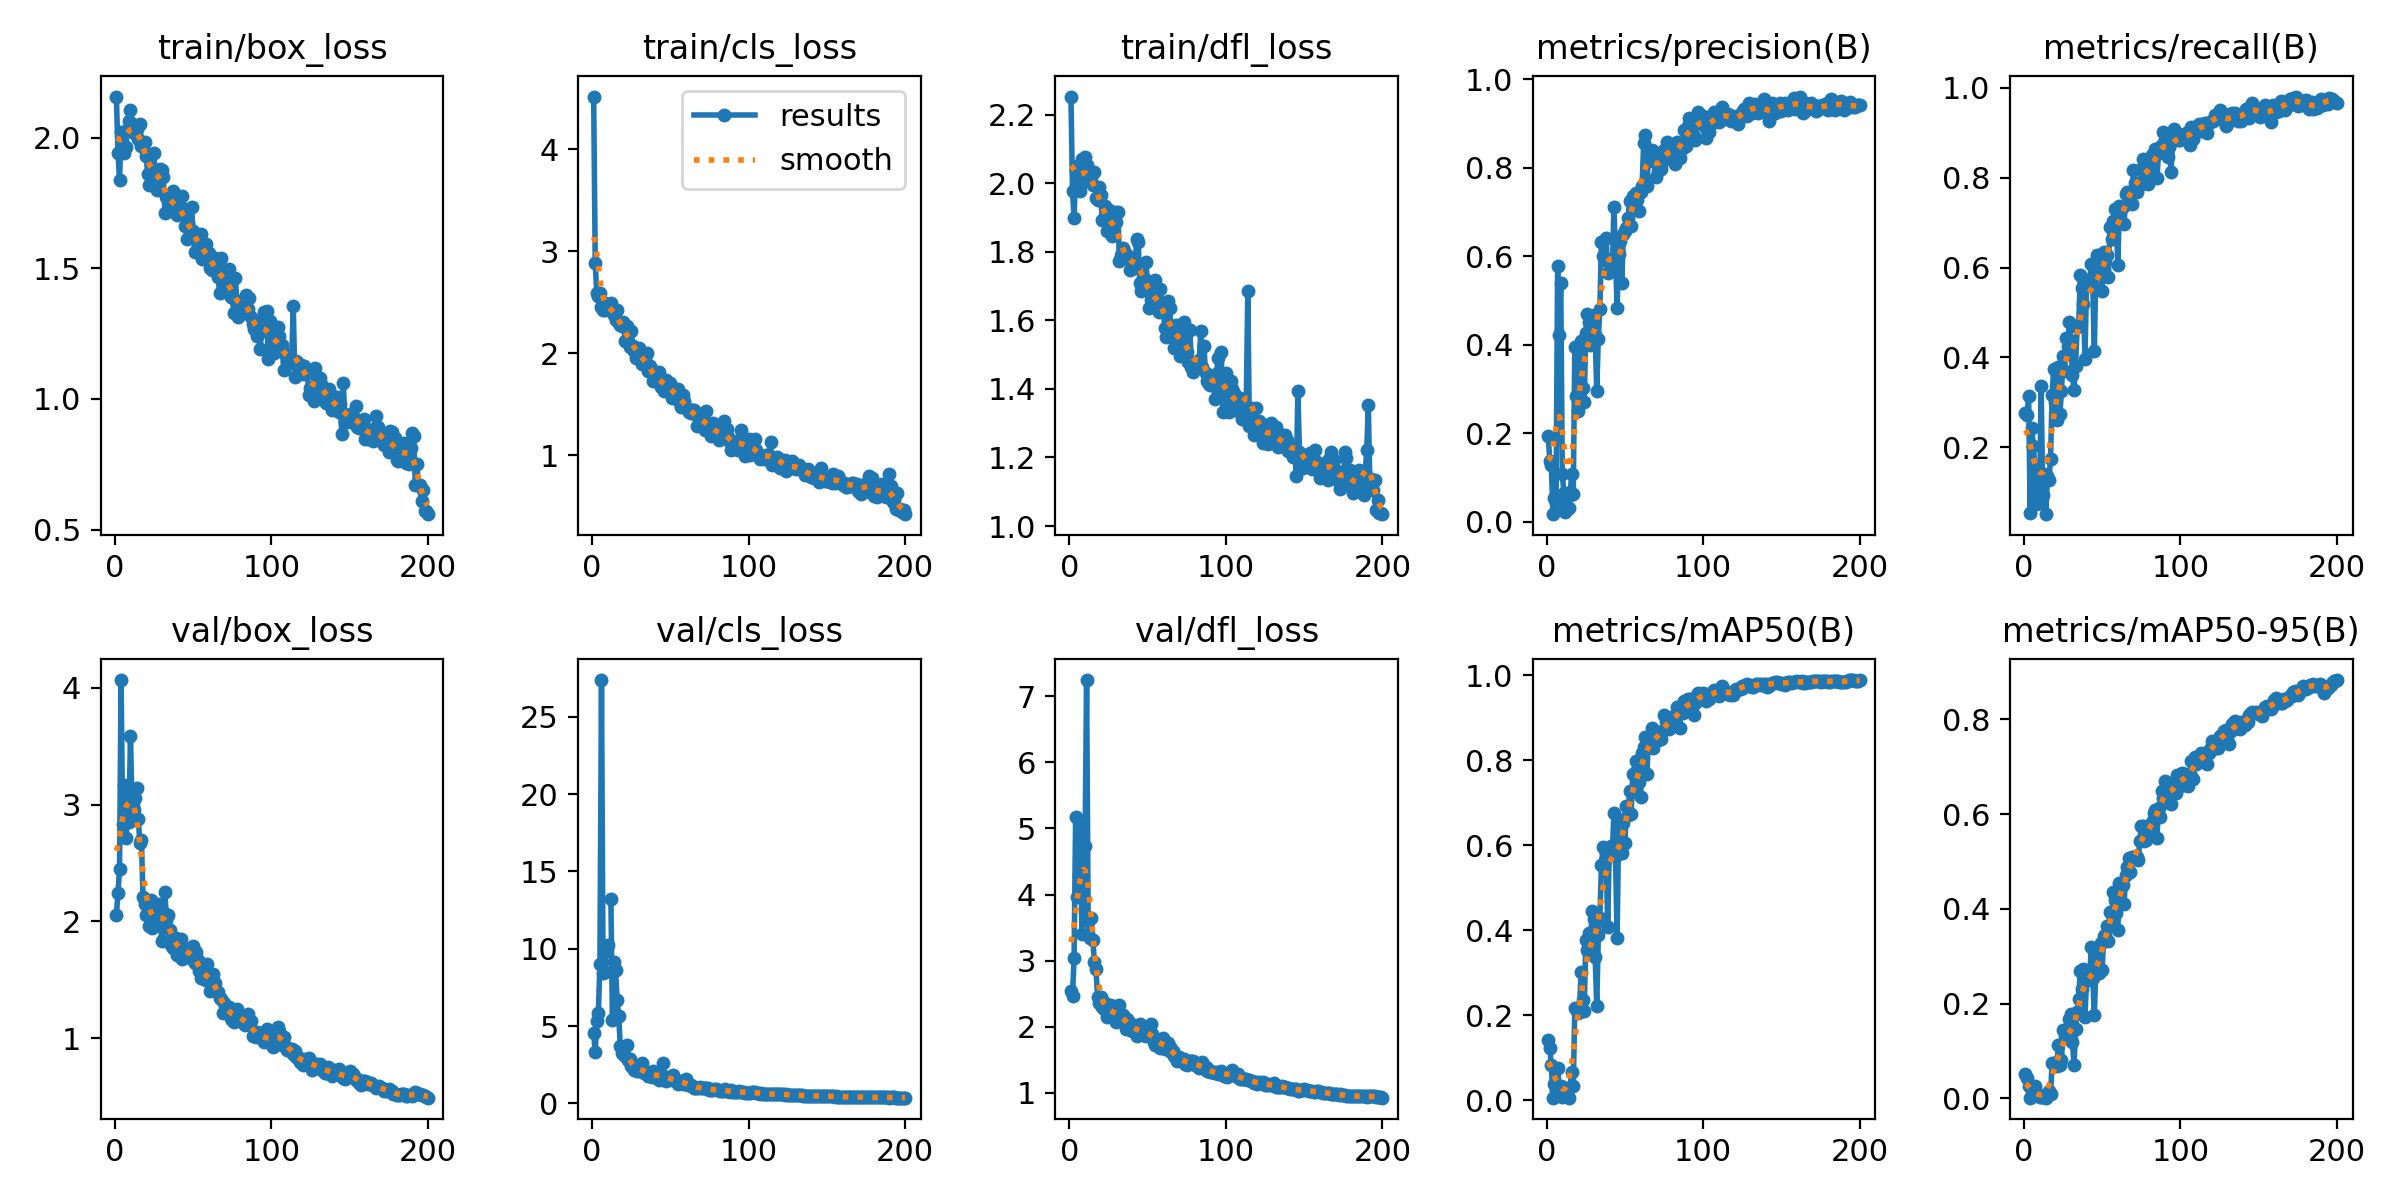 train/box_loss
train/cls_loss
train/dfl_loss
metrics/precision(B)
metrics/recall(B)
results
smooth
2.0
1.5
1.0
0.5
0 100 200
4
3
2
1
0 100 200
2.2
2.0
1.8
1.6
1.4
1.2
1.0
0 100 200
1.0
0.8
0.6
0.4
0.2
0.0
0 100 200
1.0
0.8
0.6
0.4
0.2
0 100 200
val/box_loss
val/cls_loss
val/dfl_loss
metrics/mAP50(B)
metrics/mAP50-95(B)
4
3
2
1
0 100 200
25
20
15
10
5
0
0 100 200
7
6
5
4
3
2
1
0 100 200
1.0
0.8
0.6
0.4
0.2
0.0
0 100 200
0.8
0.6
0.4
0.2
0.0
0 100 200